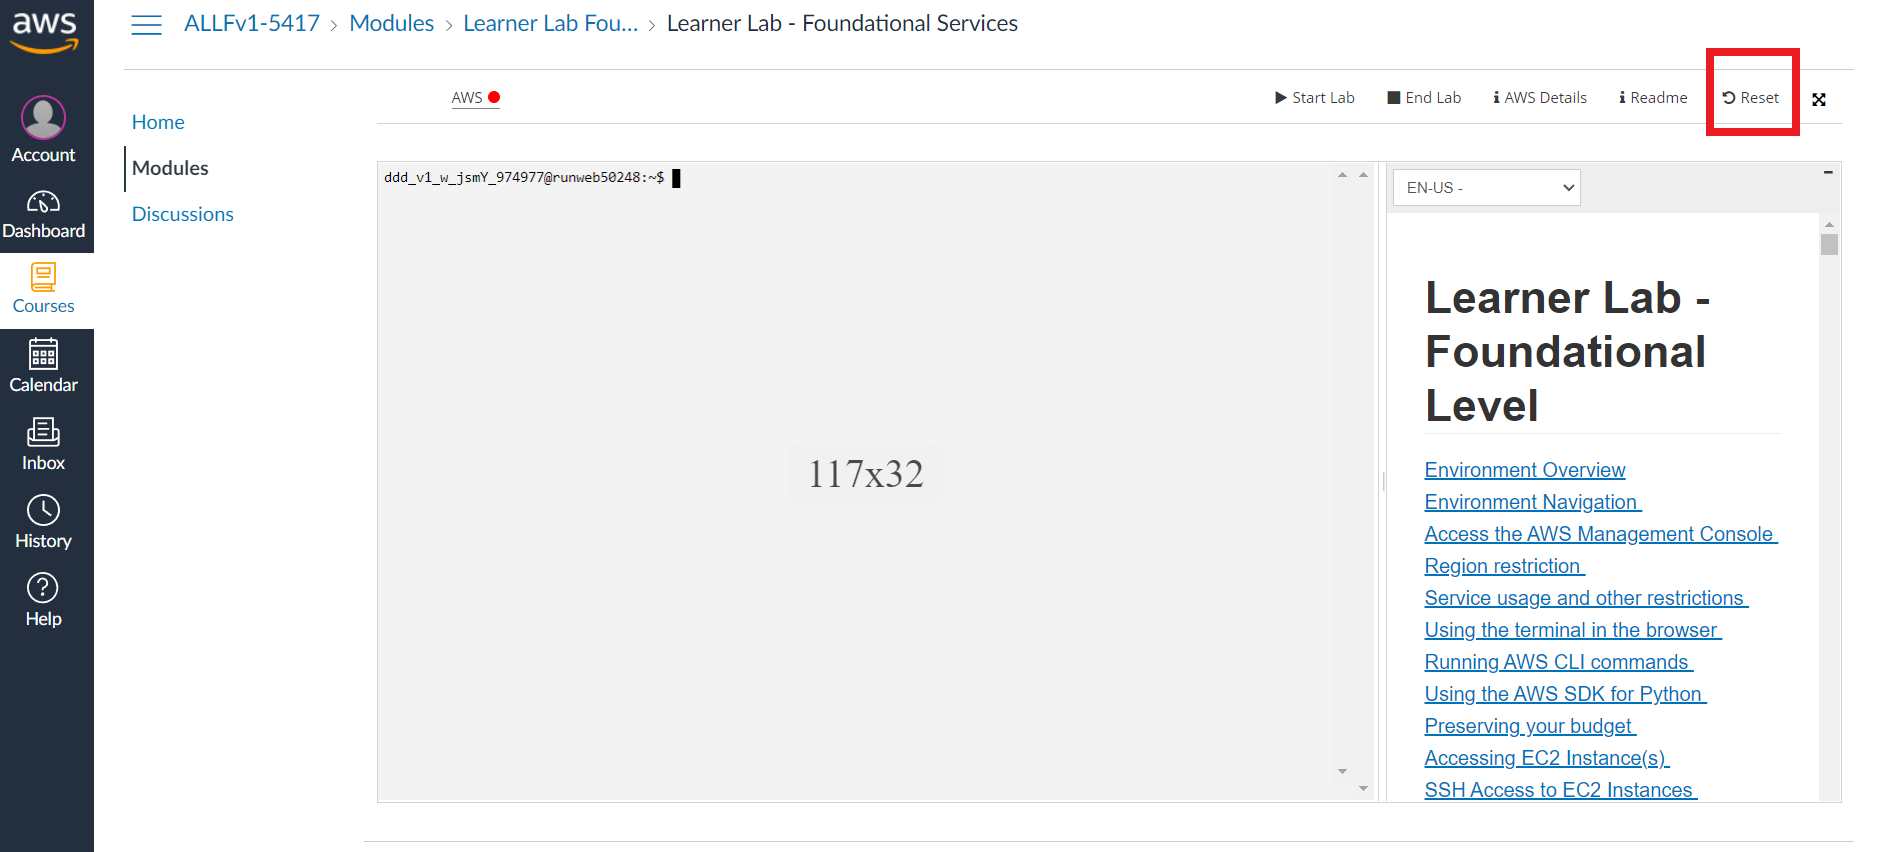 aws
Account
Dashboard
Courses
Calendar
Inbox
History
Help
ALLFv1-5417 › Modules › Learner Lab Fou... › Learner Lab - Foundational Services
Home
Modules
Discussions
AWS
Start Lab
End Lab
AWS Details
Readme
Reset
ddd_v1_w_jsmY_974977@runweb50248:~$
117x32
EN-US -
Learner Lab -
Foundational
Level
Environment Overview
Environment Navigation
Access the AWS Management Console
Region restriction
Service usage and other restrictions
Using the terminal in the browser
Running AWS CLI commands
Using the AWS SDK for Python
Preserving your budget
Accessing EC2 Instance(s)
SSH Access to EC2 Instances